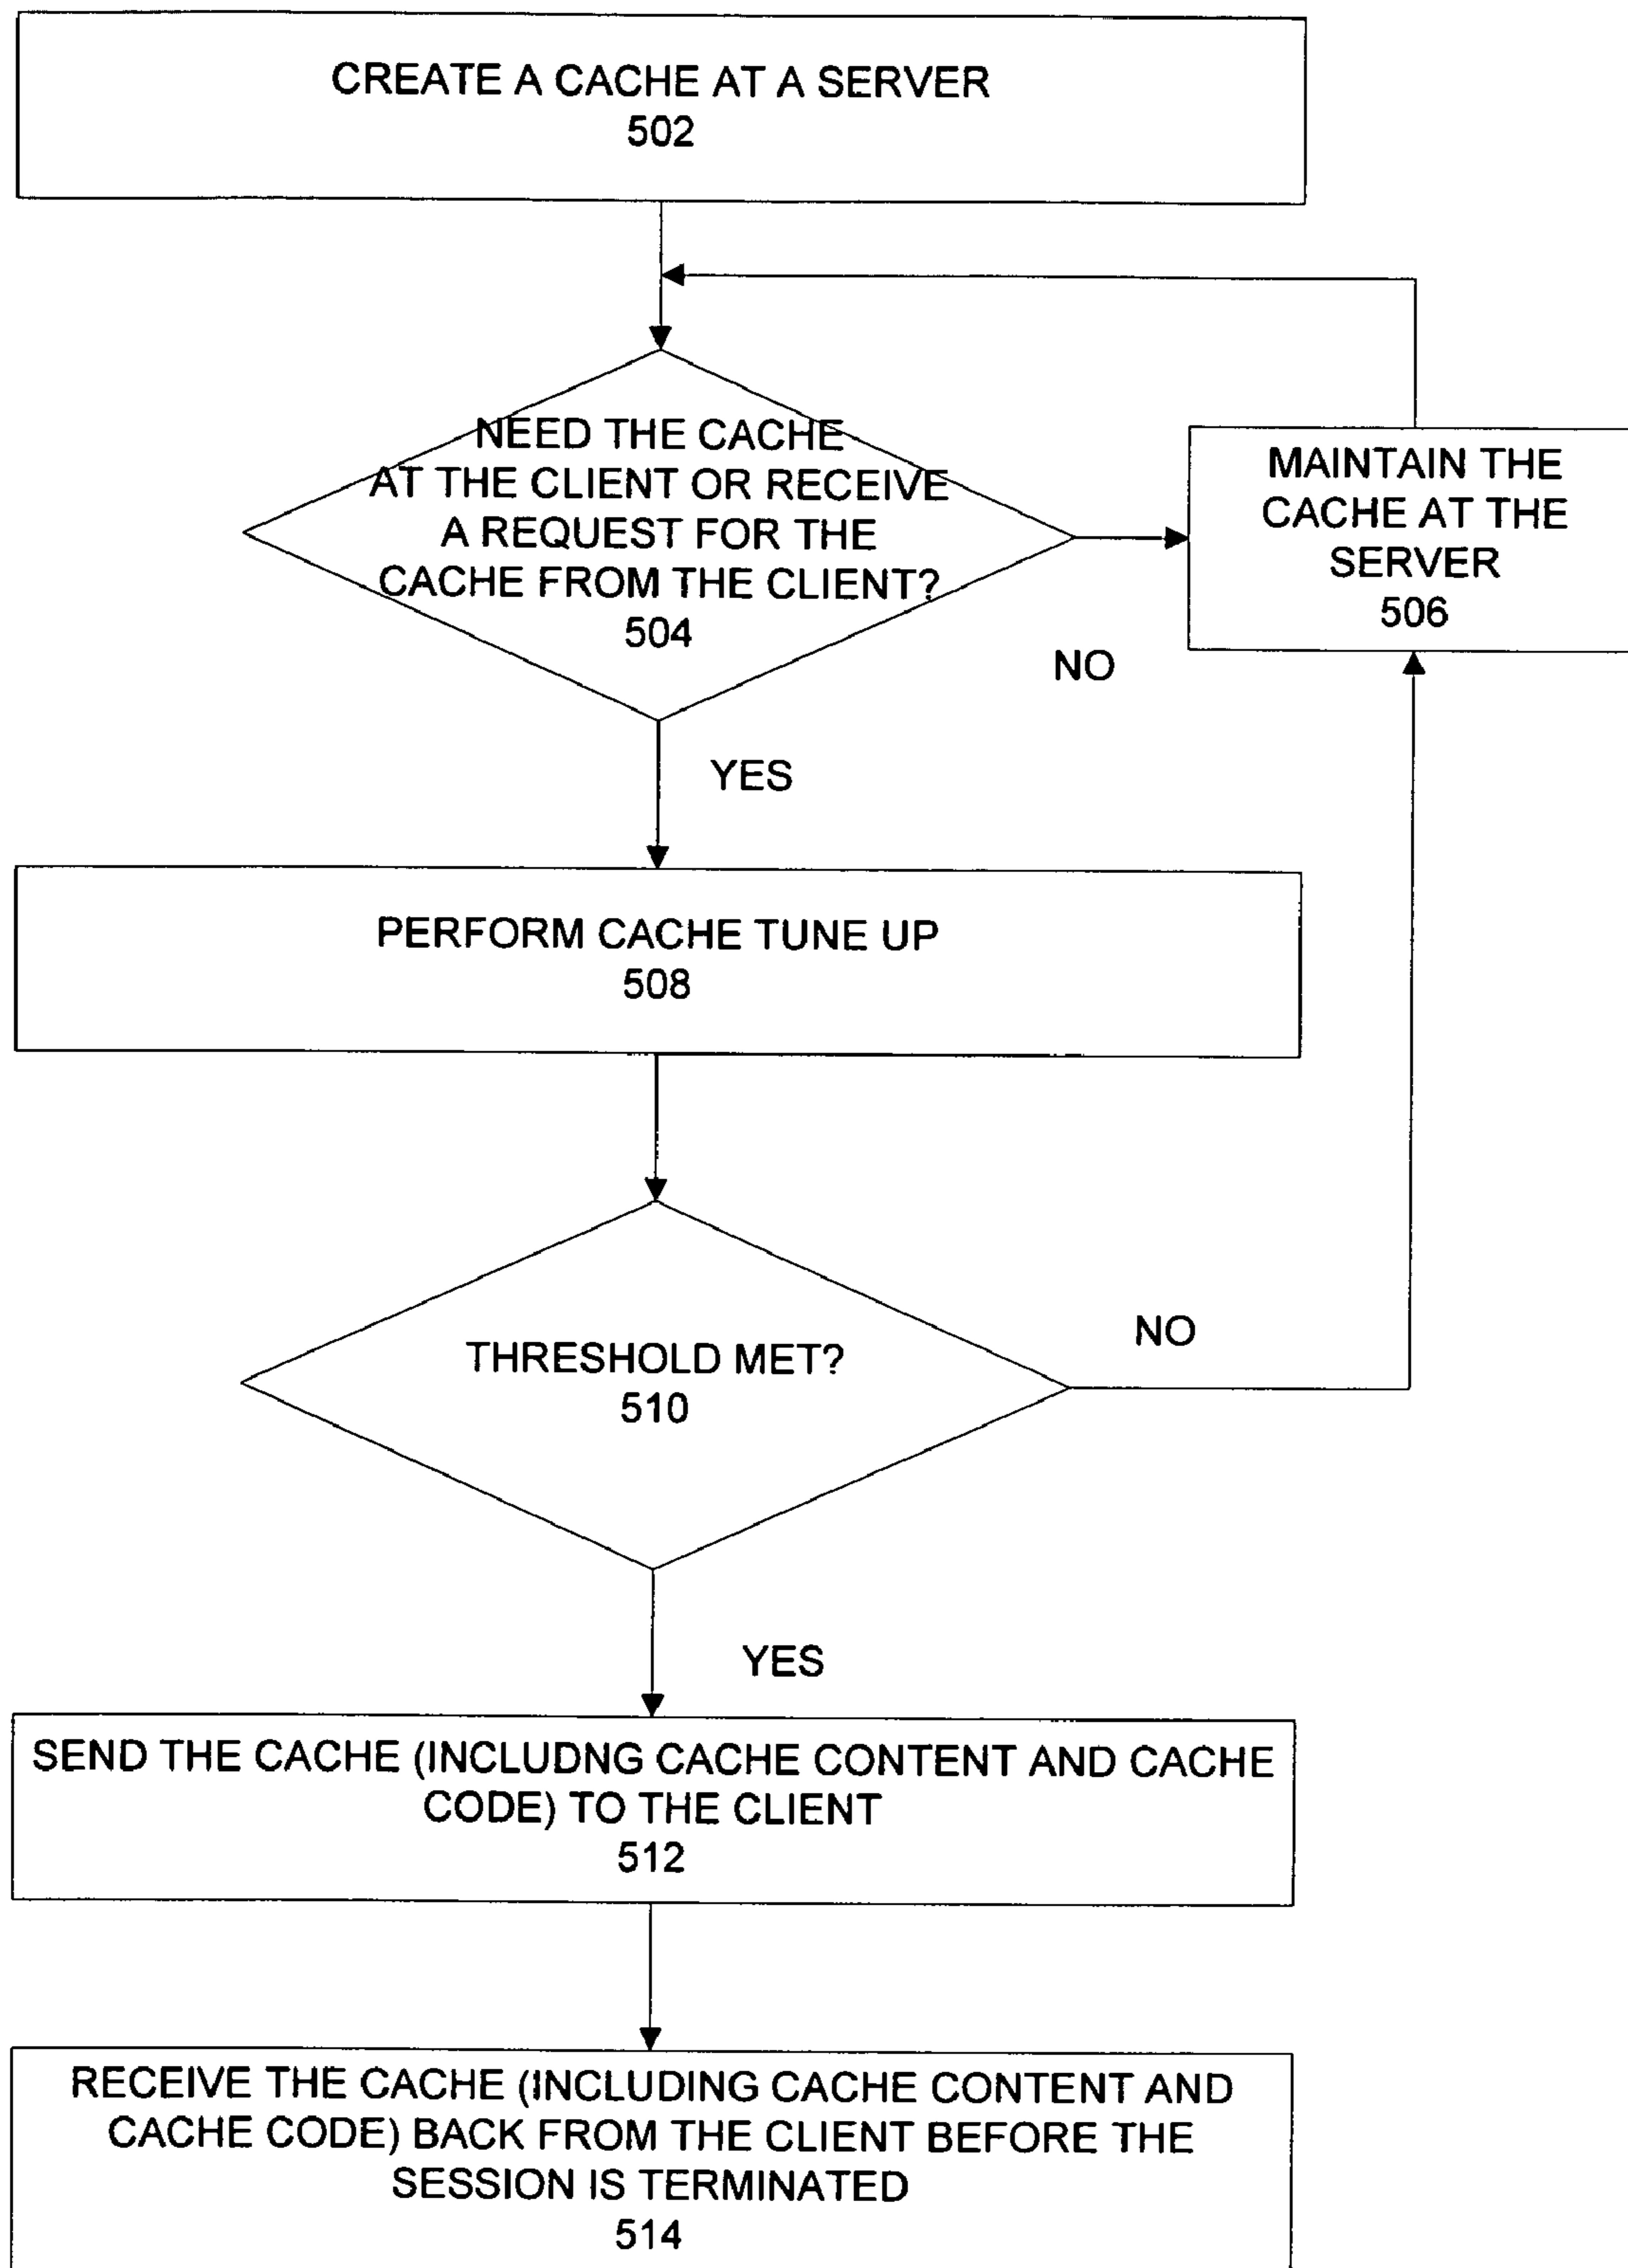 CREATE A CACHE AT A SERVER
502
NEED THE CACHE
AT THE CLIENT OR RECEIVE
A REQUEST FOR THE
CACHE FROM THE CLIENT?
504
MAINTAIN THE
CACHE AT THE
SERVER
506
NO
YES
PERFORM CACHE TUNE UP
508
THRESHOLD MET?
510
NO
YES
SEND THE CACHE (INCLUDNG CACHE CONTENT AND CACHE
CODE) TO THE CLIENT
512
RECEIVE THE CACHE (INCLUDING CACHE CONTENT AND
CACHE CODE) BACK FROM THE CLIENT BEFORE THE
SESSION IS TERMINATED
514